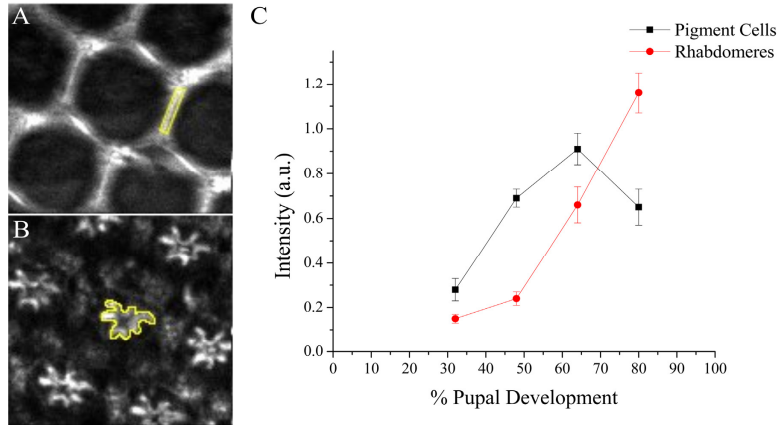 A
B
C
Pigment Cells
Rhabdomeres
Intensity (a.u.)
1.2
1.0
0.8
0.6
0.4
0.2
0.0
0 10 20 30 40 50 60 70 80 90 100
% Pupal Development